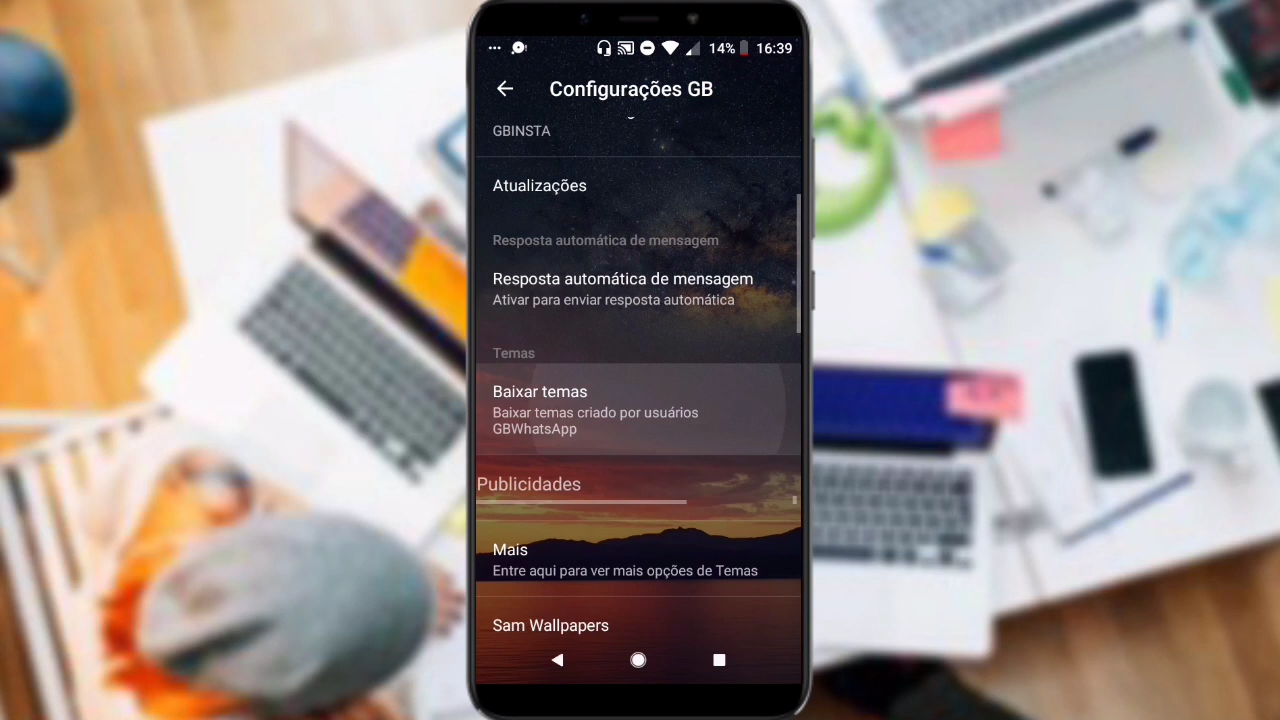 14% 16:39
Configurações GB
GBINSTA
Atualizações
Resposta automática de mensagem
Resposta automática de mensagem
Ativar para enviar resposta automática
Temas
Baixar temas
Baixar temas criado por usuários
GBWhatsApp
Publicidades
Mais
Entre aqui para ver mais opções de Temas
Sam Wallpapers